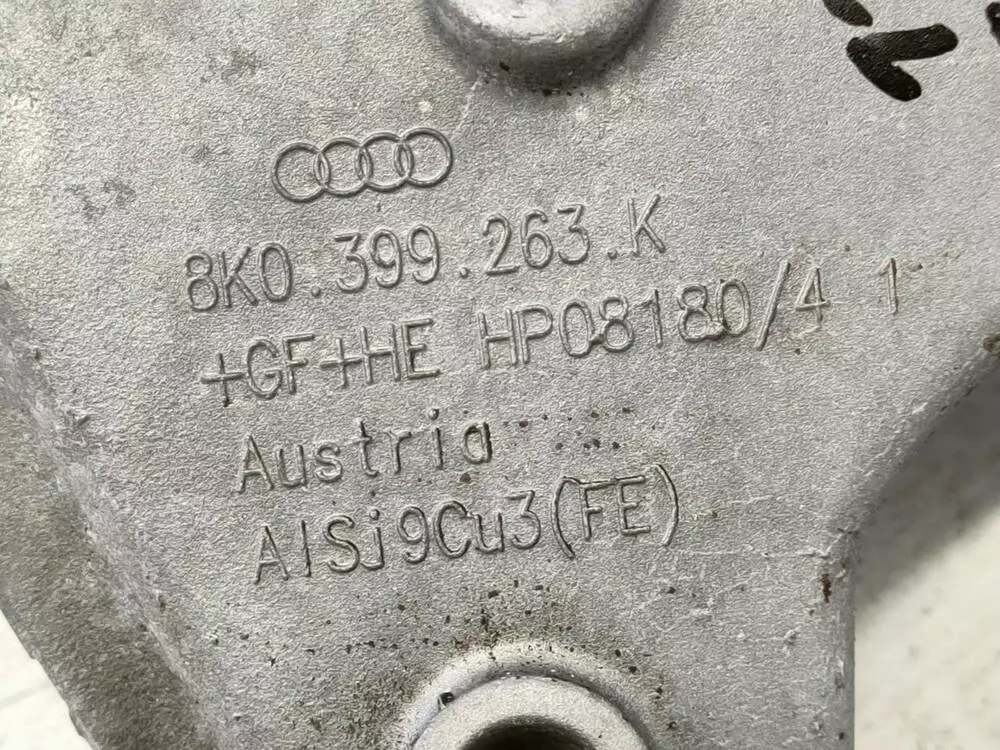 8K0.399.263.K
+GF+HE HP08180/4 1
Austria
AlSi9Cu3(FE)